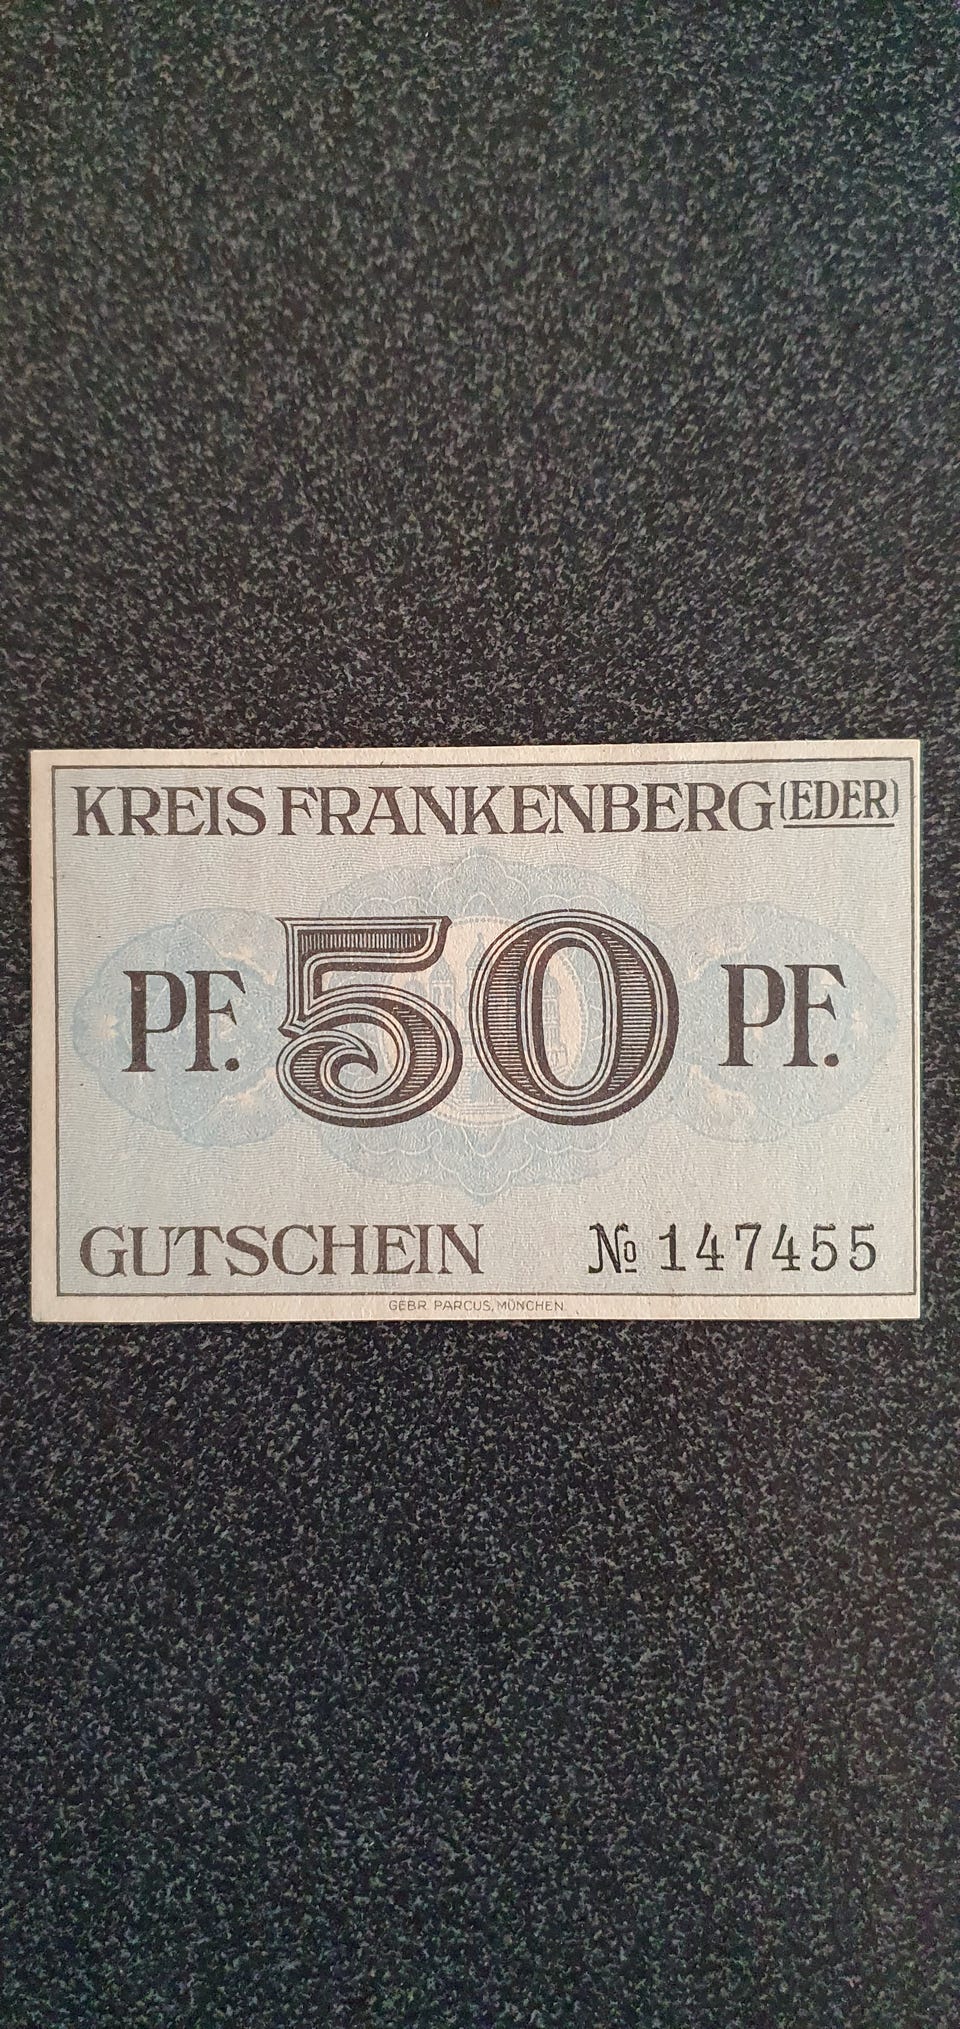 KREIS FRANKENBERG (EDER)
PF. 50 PF.
GUTSCHEIN No 147455
GEBR. PARCUS, MÜNCHEN